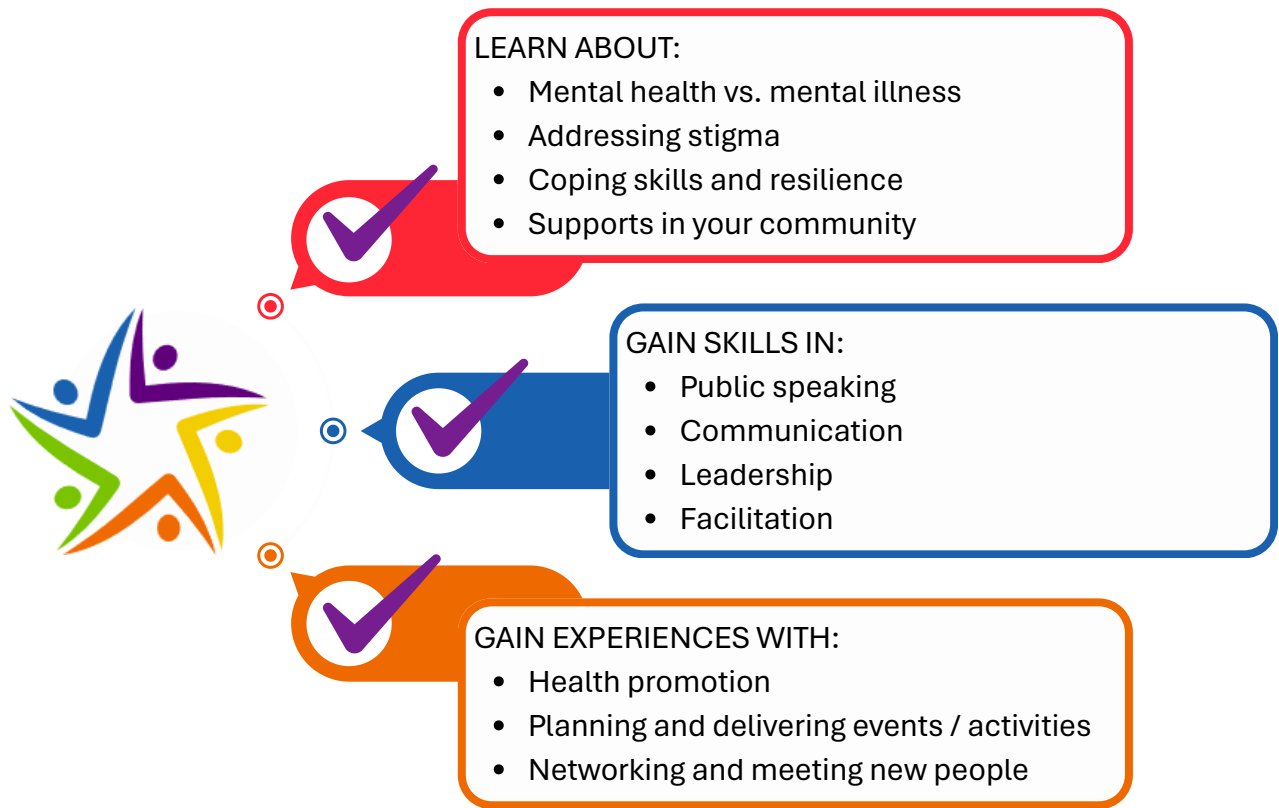 LEARN ABOUT:
• Mental health vs. mental illness
• Addressing stigma
• Coping skills and resilience
• Supports in your community
GAIN SKILLS IN:
• Public speaking
• Communication
• Leadership
• Facilitation
GAIN EXPERIENCES WITH:
• Health promotion
• Planning and delivering events / activities
• Networking and meeting new people